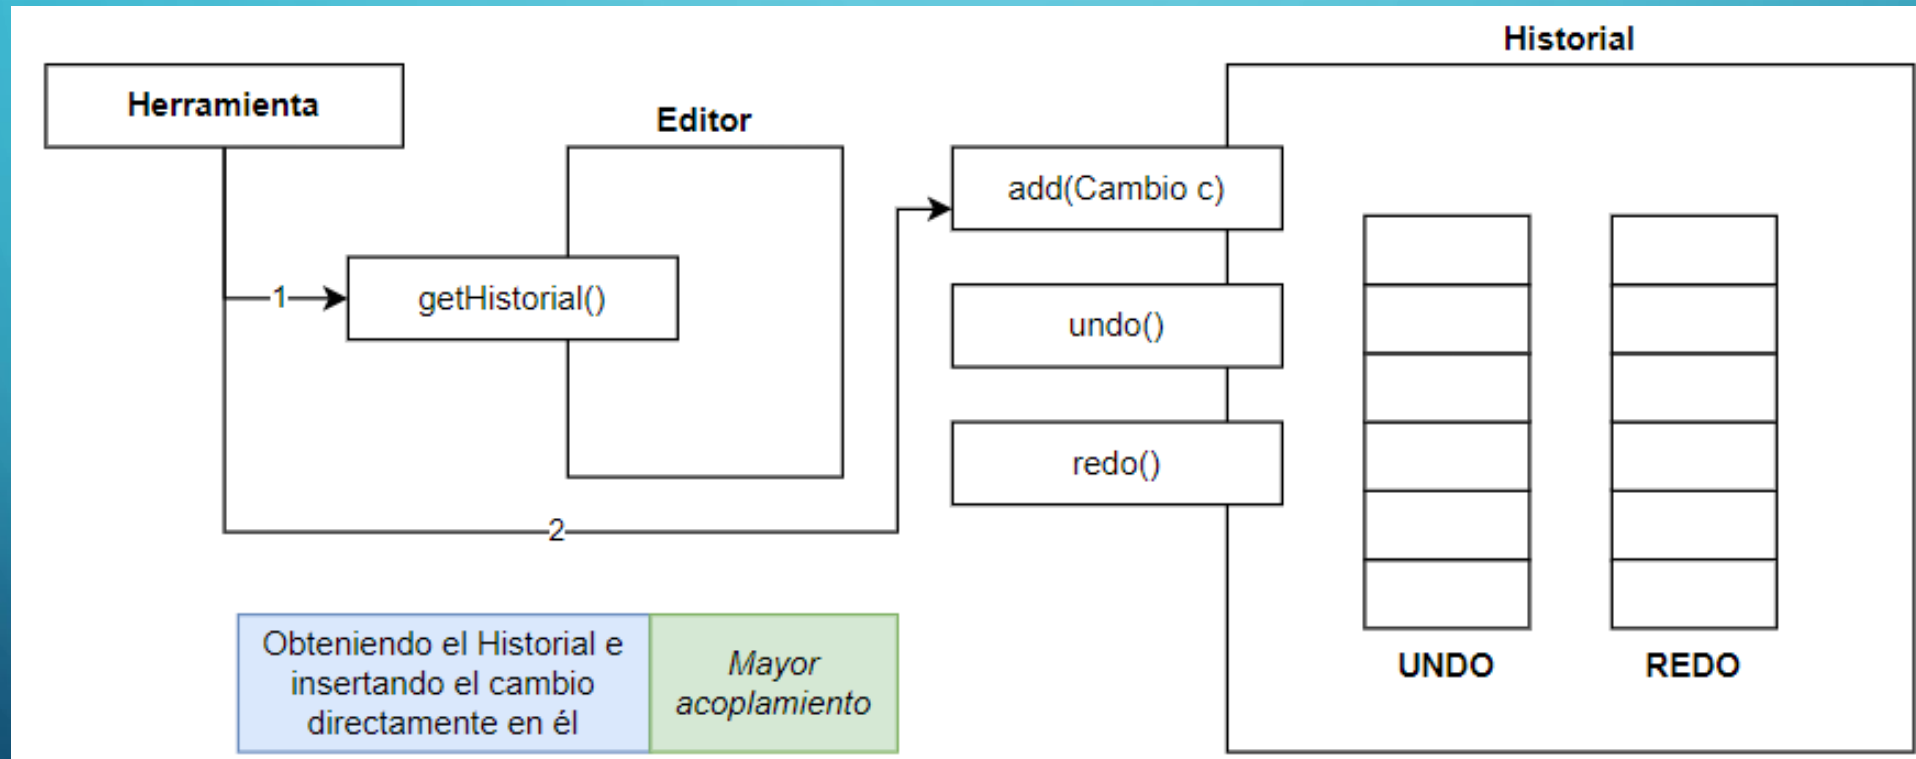 Historial
Herramienta
Editor
add(Cambio c)
1
getHistorial()
undo()
redo()
2
Obteniendo el Historial e
insertando el cambio
directamente en él
Mayor
acoplamiento
UNDO
REDO